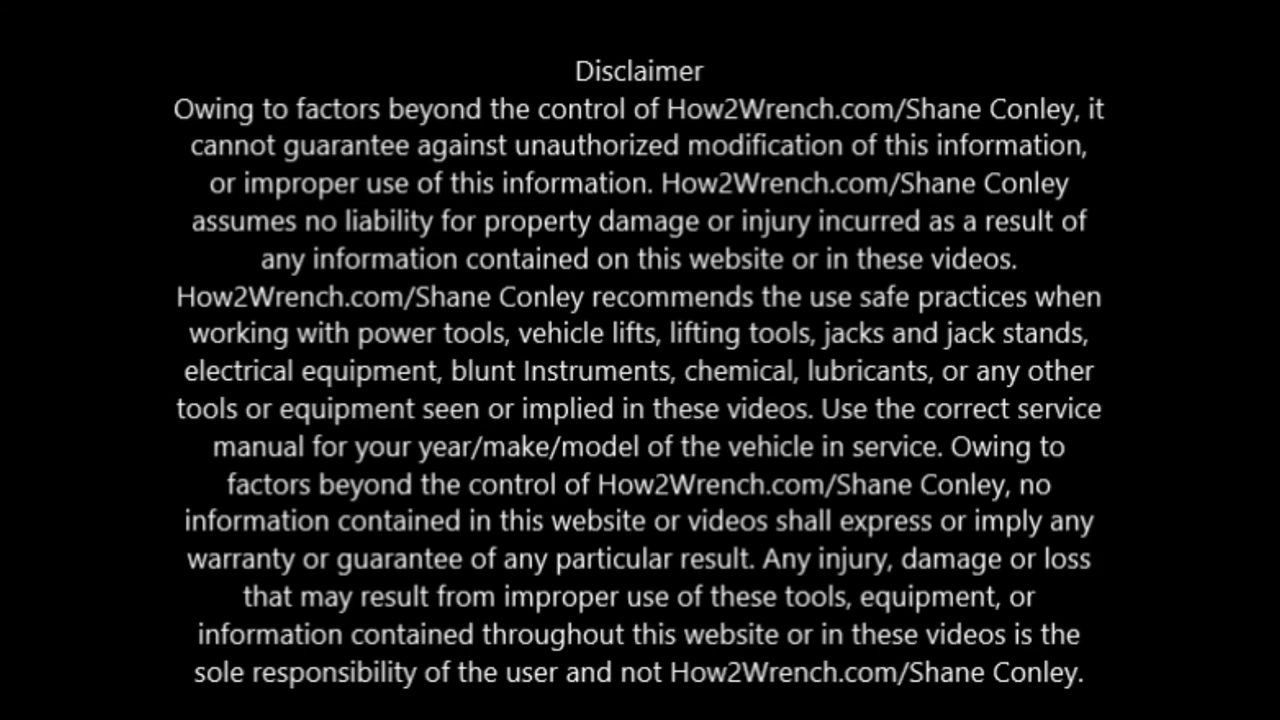 Disclaimer
Owing to factors beyond the control of How2Wrench.com/Shane Conley, it
cannot guarantee against unauthorized modification of this information,
or improper use of this information. How2Wrench.com/Shane Conley
assumes no liability for property damage or injury incurred as a result of
any information contained on this website or in these videos.
How2Wrench.com/Shane Conley recommends the use safe practices when
working with power tools, vehicle lifts, lifting tools, jacks and jack stands,
electrical equipment, blunt Instruments, chemical, lubricants, or any other
tools or equipment seen or implied in these videos. Use the correct service
manual for your year/make/model of the vehicle in service. Owing to
factors beyond the control of How2Wrench.com/Shane Conley, no
information contained in this website or videos shall express or imply any
warranty or guarantee of any particular result. Any injury, damage or loss
that may result from improper use of these tools, equipment, or
information contained throughout this website or in these videos is the
sole responsibility of the user and not How2Wrench.com/Shane Conley.